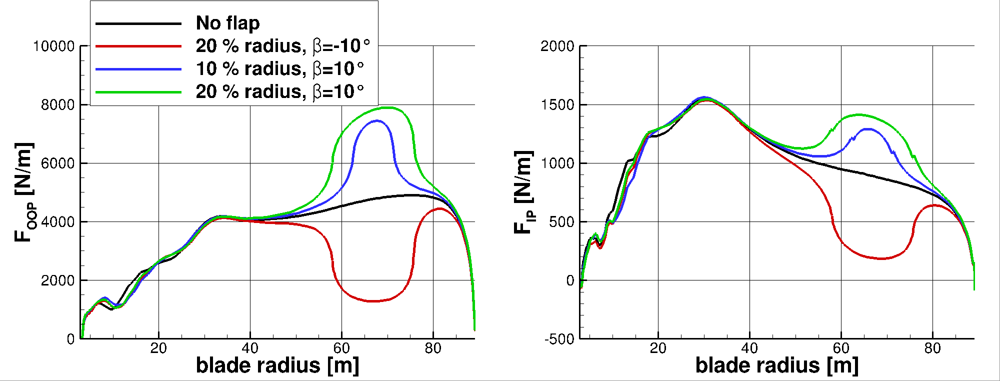 No flap
20 % radius, β=-10°
10 % radius, β=10°
20 % radius, β=10°
10000
8000
6000
4000
2000
0
F_OOP [N/m]
20 40 60 80
blade radius [m]
2000
1500
1000
500
0
-500
F_IP [N/m]
20 40 60 80
blade radius [m]